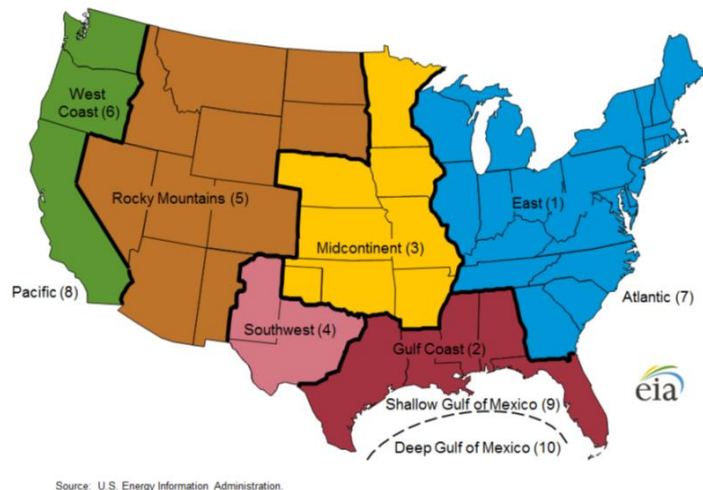 West
Coast (6)
Rocky Mountains (5)
East (1)
Midcontinent (3)
Pacific (8)
Atlantic (7)
Southwest (4)
Gulf Coast (2)
eia
Shallow Gulf of Mexico (9)
Deep Gulf of Mexico (10)
Source: U.S. Energy Information Administration.